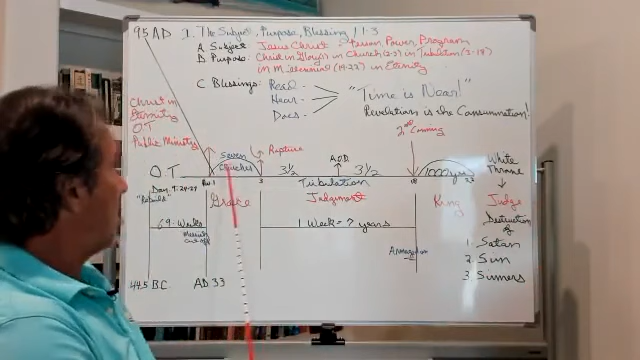 95 AD I. The Subject, Purpose, Blessing 1:1-3
A. Subject Jesus Christ - Person, Power, Program
B. Purpose: Christ in Glory(1) in Church(2-3) in Tribulation(3-18)
in Millennial(19-22) in Eternity
C Blessings: Read -
Hear -
Does -
"Time is Near!"
Revelation is the Consummation!
Christ in
Eternity
O.T
Public Ministry
2nd Coming
O.T
Seven
Churches
Rapture
3 1/2
3 1/2
1000 yrs
White
Throne
Tribulation
Dan. 9:24-27
"Rebuild"
Grace
Judgment
King
Judge
Destruction
of
69-Weeks
Messiah
cut off
1 Week = 7 years
Armageddon
1. Satan
2. Sin
3. Sinners
445 B.C.
AD 33